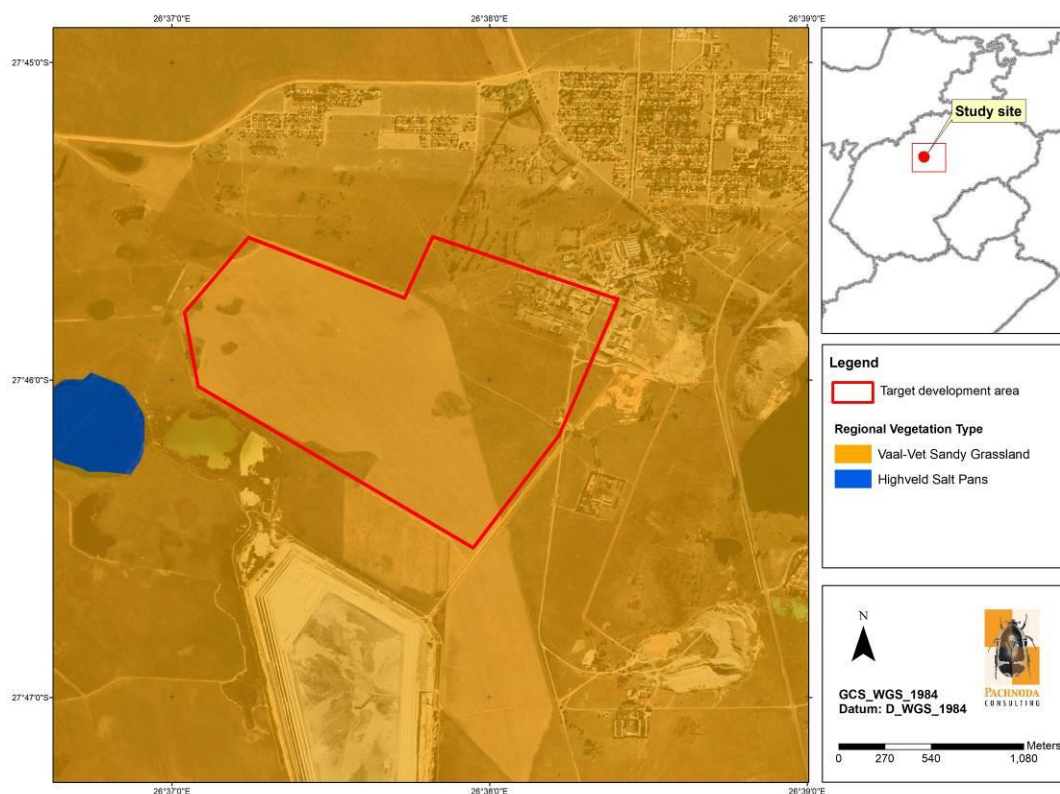 26°37'0"E
26°38'0"E
26°39'0"E
27°45'0"S
27°46'0"S
27°47'0"S
26°37'0"E
26°38'0"E
26°39'0"E
Study site
Legend
Target development area
Regional Vegetation Type
Vaal-Vet Sandy Grassland
Highveld Salt Pans
N
GCS_WGS_1984
Datum: D_WGS_1984
PACHNODA
CONSULTING
Meters
0 270 540 1,080